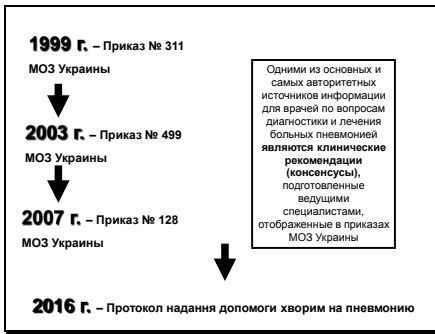 1999 г. – Приказ № 311
МОЗ Украины
2003 г. – Приказ № 499
МОЗ Украины
2007 г. – Приказ № 128
МОЗ Украины
Одними из основных и
самых авторитетных
источников информации
для врачей по вопросам
диагностики и лечения
больных пневмонией
являются клинические
рекомендации
(консенсусы),
подготовленные
ведущими
специалистами,
отображенные в приказах
МОЗ Украины
2016 г. – Протокол надання допомоги хворим на пневмонию